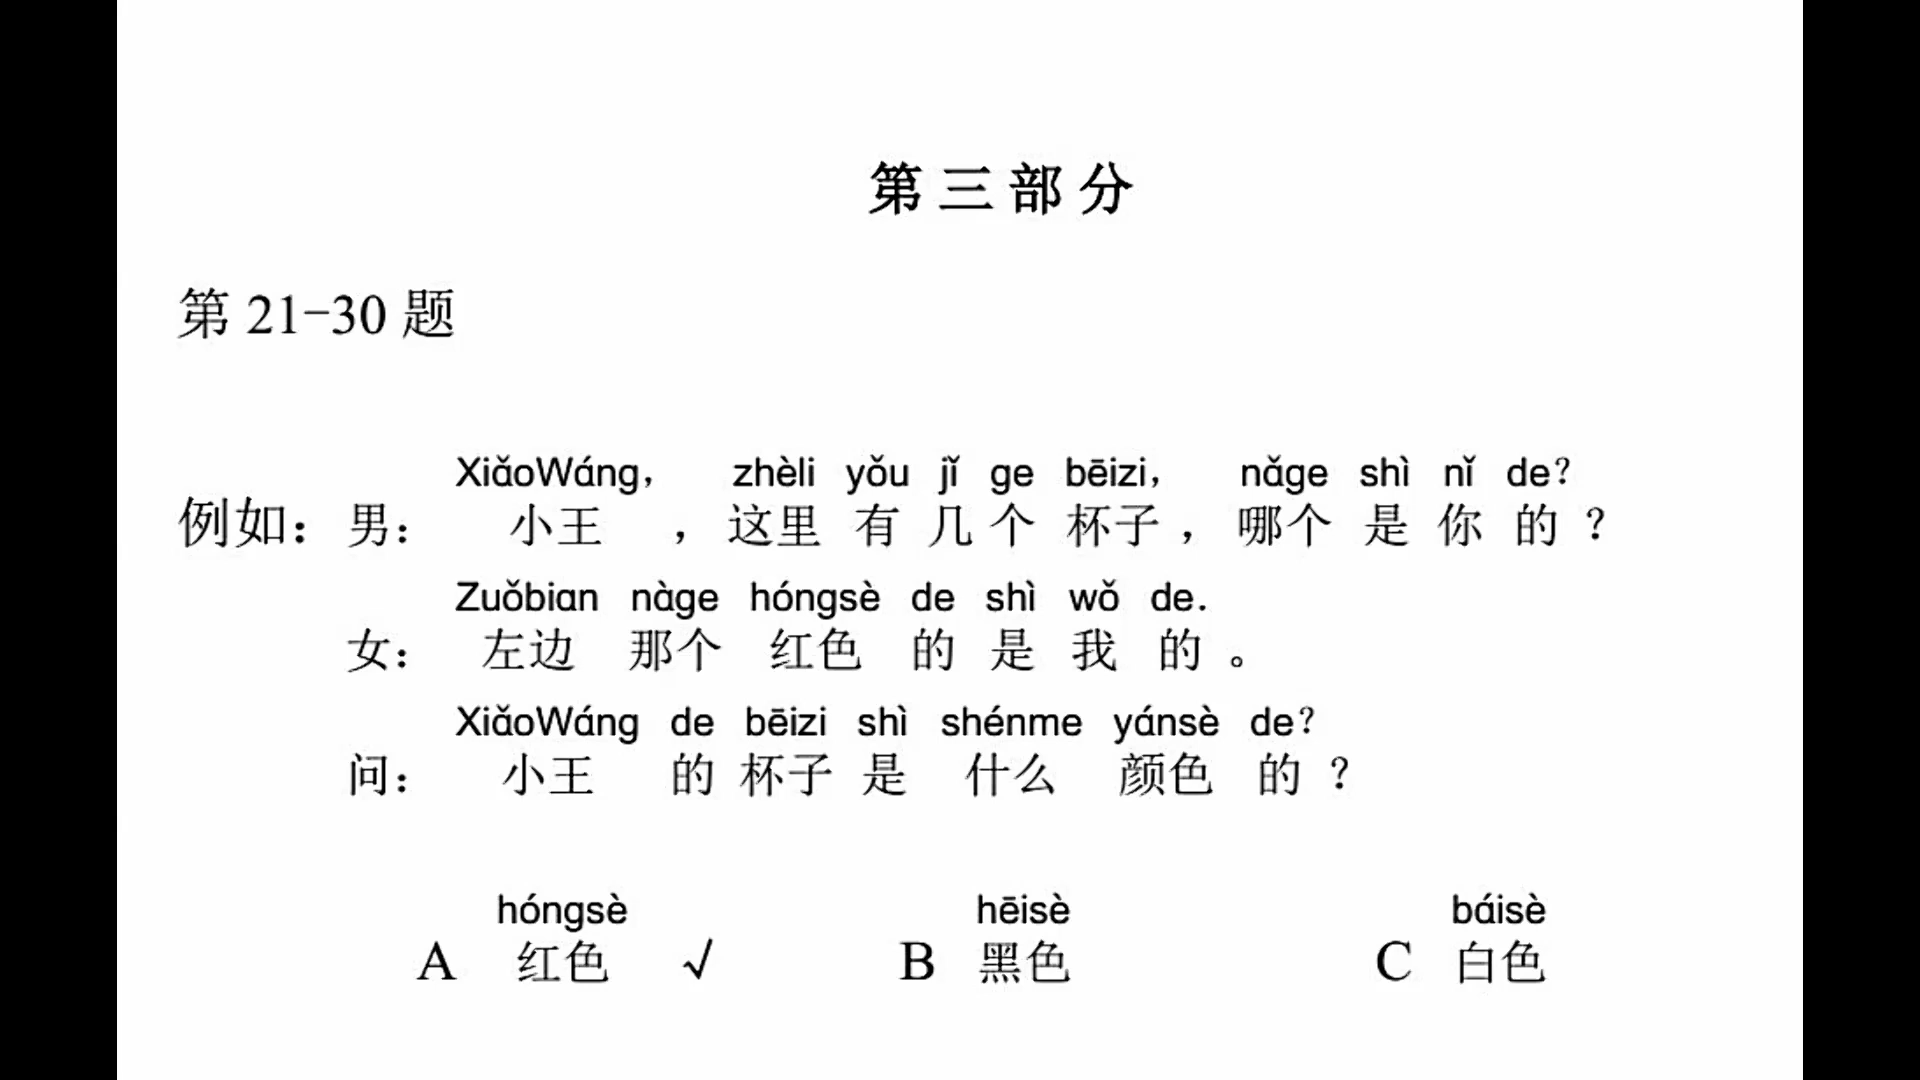 第三部分
第 21-30 题
XiǎoWáng, zhèli yǒu jǐ ge bēizi, nǎge shì nǐ de?
例如：男：小王，这里有几个杯子，哪个是你的？
Zuǒbian nàge hóngsè de shì wǒ de.
女：左边那个红色的是我的。
XiǎoWáng de bēizi shì shénme yánsè de?
问：小王的杯子是什么颜色的？
hóngsè hēisè báisè
A 红色 √ B 黑色 C 白色